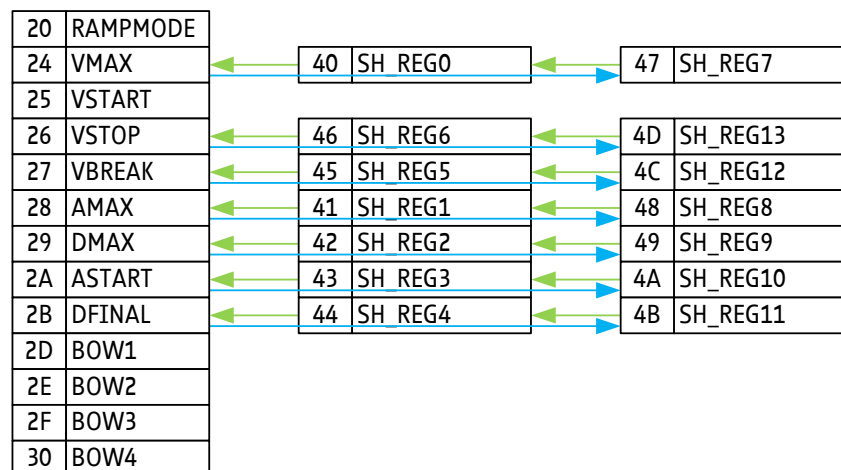 20 RAMPMODE
24 VMAX 40 SH_REG0 47 SH_REG7
25 VSTART
26 VSTOP 46 SH_REG6 4D SH_REG13
27 VBREAK 45 SH_REG5 4C SH_REG12
28 AMAX 41 SH_REG1 48 SH_REG8
29 DMAX 42 SH_REG2 49 SH_REG9
2A ASTART 43 SH_REG3 4A SH_REG10
2B DFINAL 44 SH_REG4 4B SH_REG11
2D BOW1
2E BOW2
2F BOW3
30 BOW4